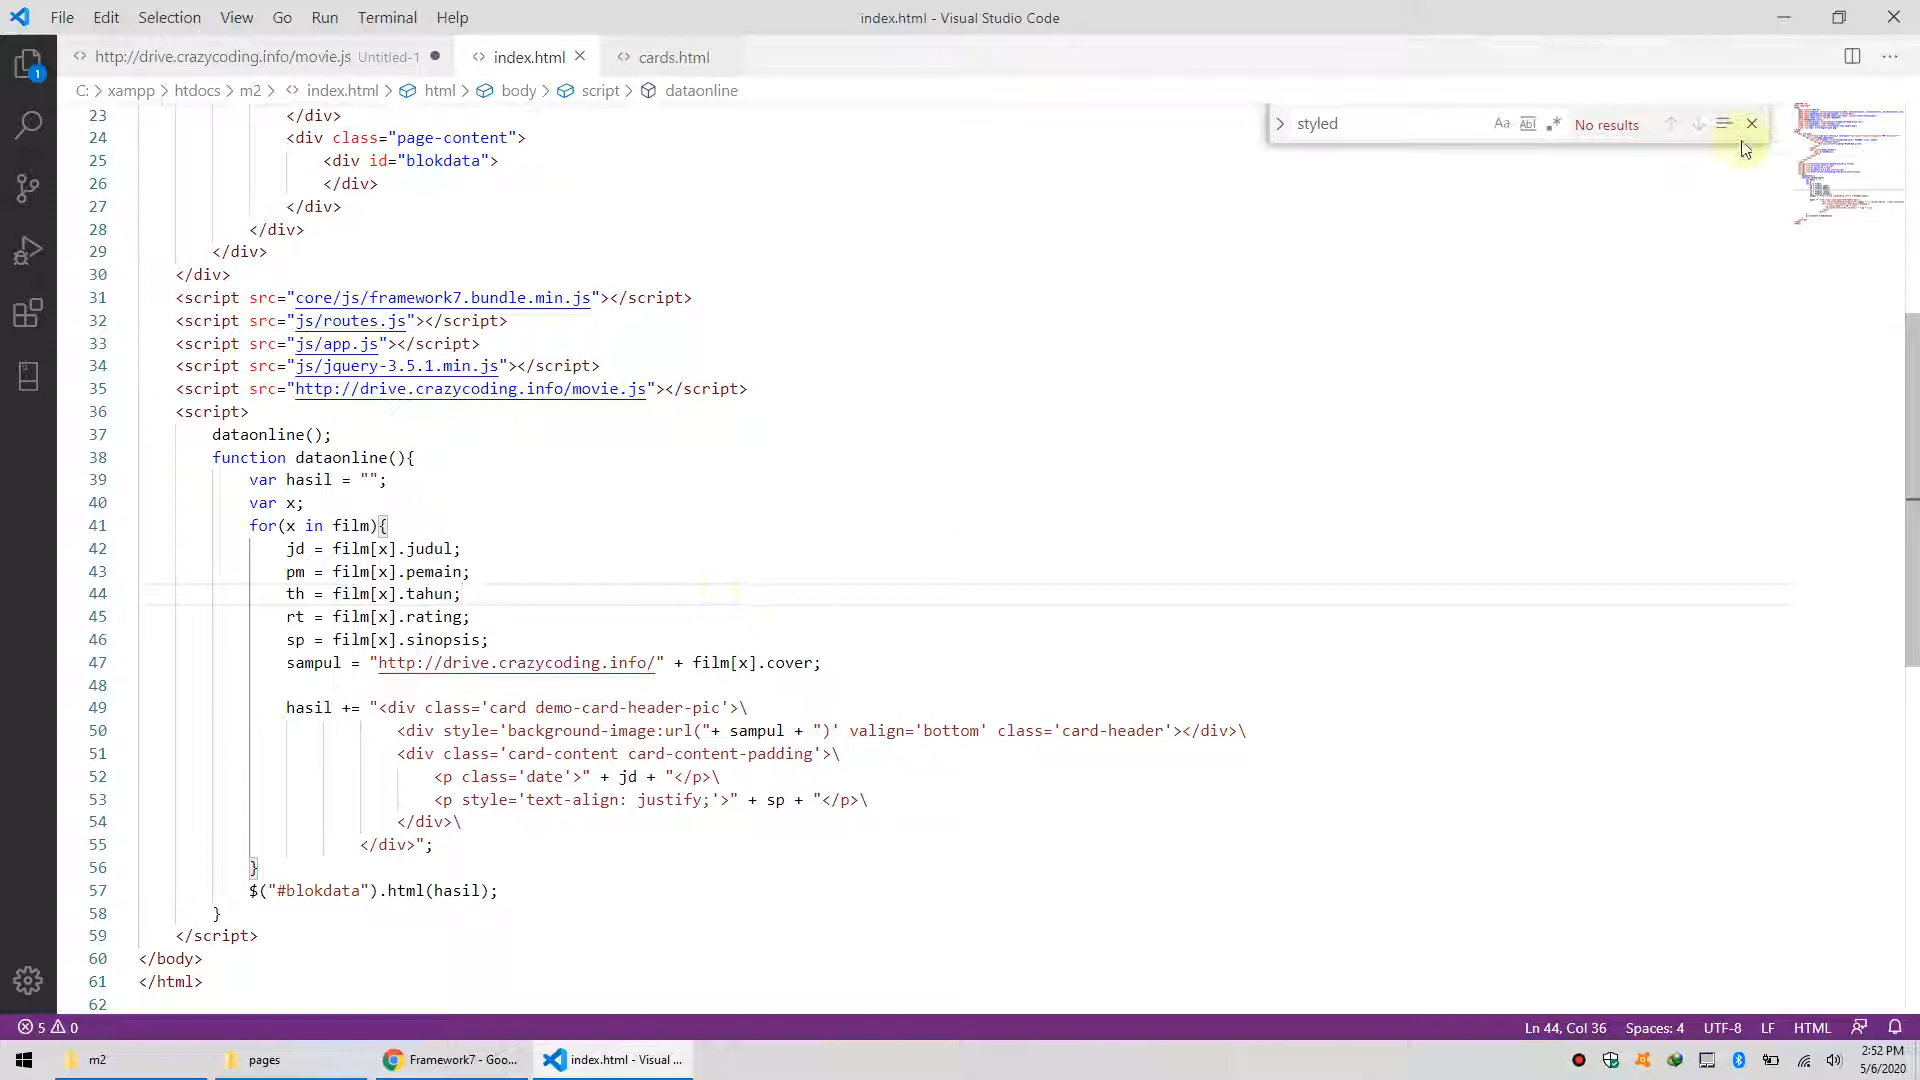 File Edit Selection View Go Run Terminal Help
index.html - Visual Studio Code
http://drive.crazycoding.info/movie.js Untitled-1
index.html
cards.html
C: > xampp > htdocs > m2 > index.html > html > body > script > dataonline
styled
Aa Abl .* No results
1
23 </div>
24 <div class="page-content">
25 <div id="blokdata">
26 </div>
27 </div>
28 </div>
29 </div>
30 </div>
31 <script src="core/js/framework7.bundle.min.js"></script>
32 <script src="js/routes.js"></script>
33 <script src="js/app.js"></script>
34 <script src="js/jquery-3.5.1.min.js"></script>
35 <script src="http://drive.crazycoding.info/movie.js"></script>
36 <script>
37 dataonline();
38 function dataonline(){
39 var hasil = "";
40 var x;
41 for(x in film){
42 jd = film[x].judul;
43 pm = film[x].pemain;
44 th = film[x].tahun;
45 rt = film[x].rating;
46 sp = film[x].sinopsis;
47 sampul = "http://drive.crazycoding.info/" + film[x].cover;
48
49 hasil += "<div class='card demo-card-header-pic'>\
50 <div style='background-image:url("+ sampul + ")' valign='bottom' class='card-header'></div>\
51 <div class='card-content card-content-padding'>\
52 <p class='date'>" + jd + "</p>\
53 <p style='text-align: justify;'>" + sp + "</p>\
54 </div>\
55 </div>";
56 }
57 $("#blokdata").html(hasil);
58 }
59 </script>
60 </body>
61 </html>
62
5 0
Ln 44, Col 36 Spaces: 4 UTF-8 LF HTML
m2
pages
Framework7 - Goo...
index.html - Visual ...
2:52 PM
5/6/2020